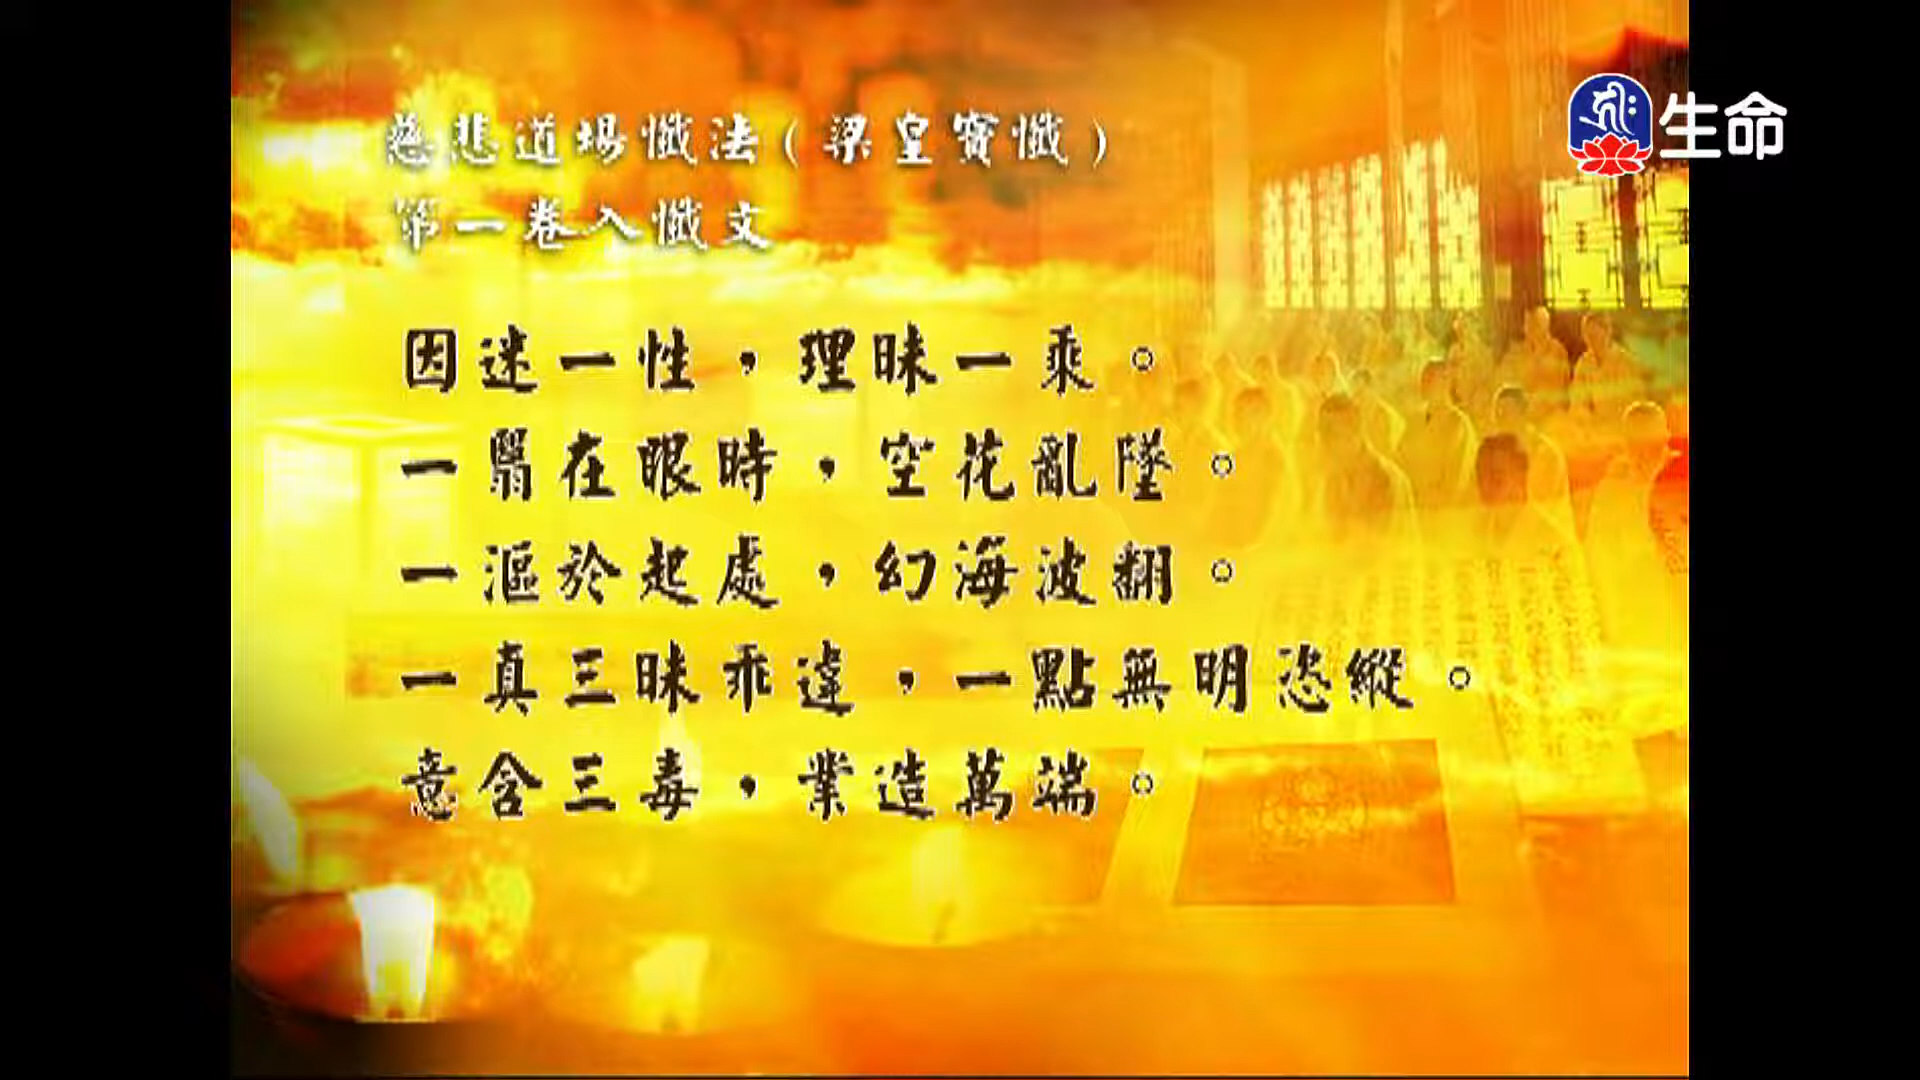 慈悲道場懺法（梁皇寶懺）
生命
第一卷入懺文
因迷一性，理昧一乘。
一翳在眼時，空花亂墜。
一漚於起處，幻海波翻。
一真三昧乖違，一點無明恣縱。
意含三毒，業造萬端。